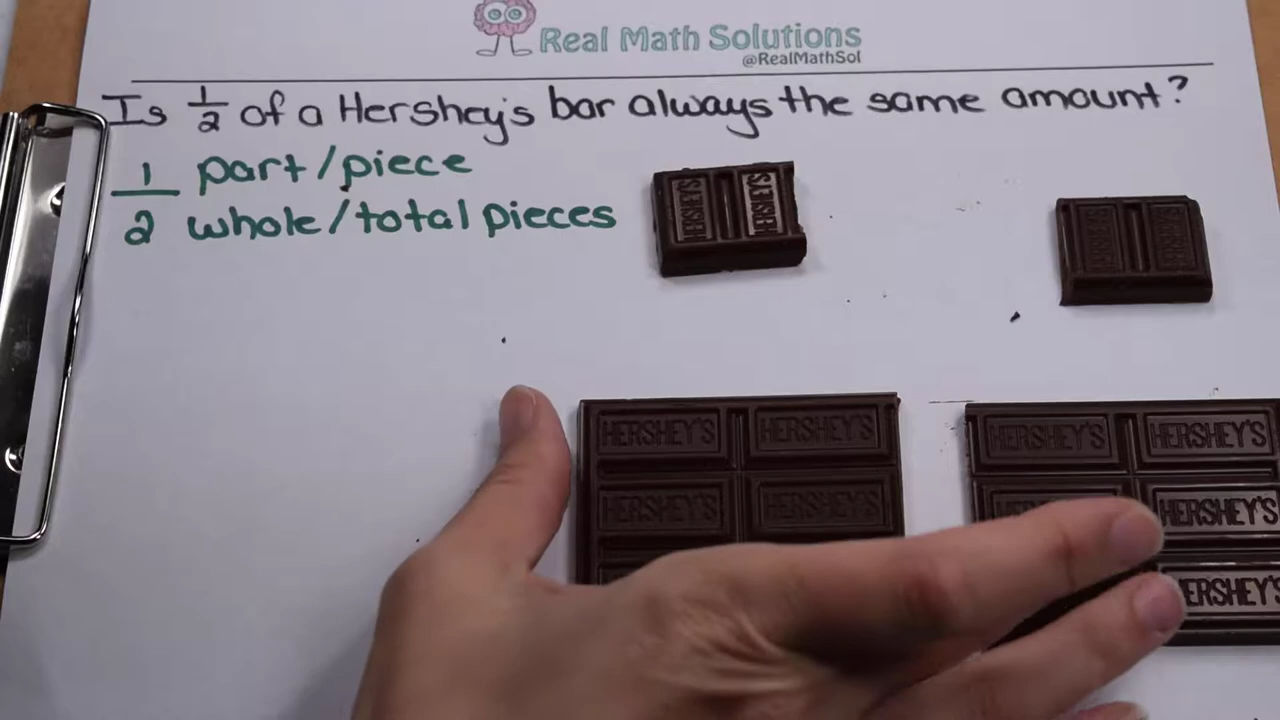 Real Math Solutions
@RealMathSol
Is 1/2 of a Hershey's bar always the same amount?
1 part/piece
2 whole/total pieces
HERSHEY'S HERSHEY'S
HERSHEY'S HERSHEY'S
HERSHEY'S HERSHEY'S
HERSHEY'S HERSHEY'S
HERSHEY'S HERSHEY'S
HERSHEY'S
ERSHEY'S